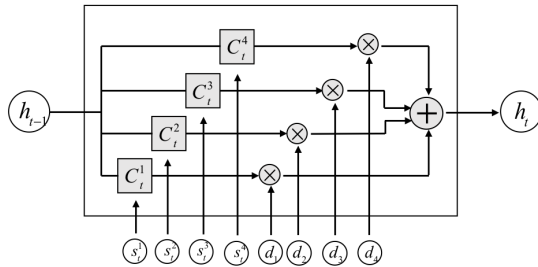 C_t^4
C_t^3
h_{t-1}
h_t
C_t^2
C_t^1
s_t^1 s_t^2 s_t^3 s_t^4 d_1 d_2 d_3 d_4